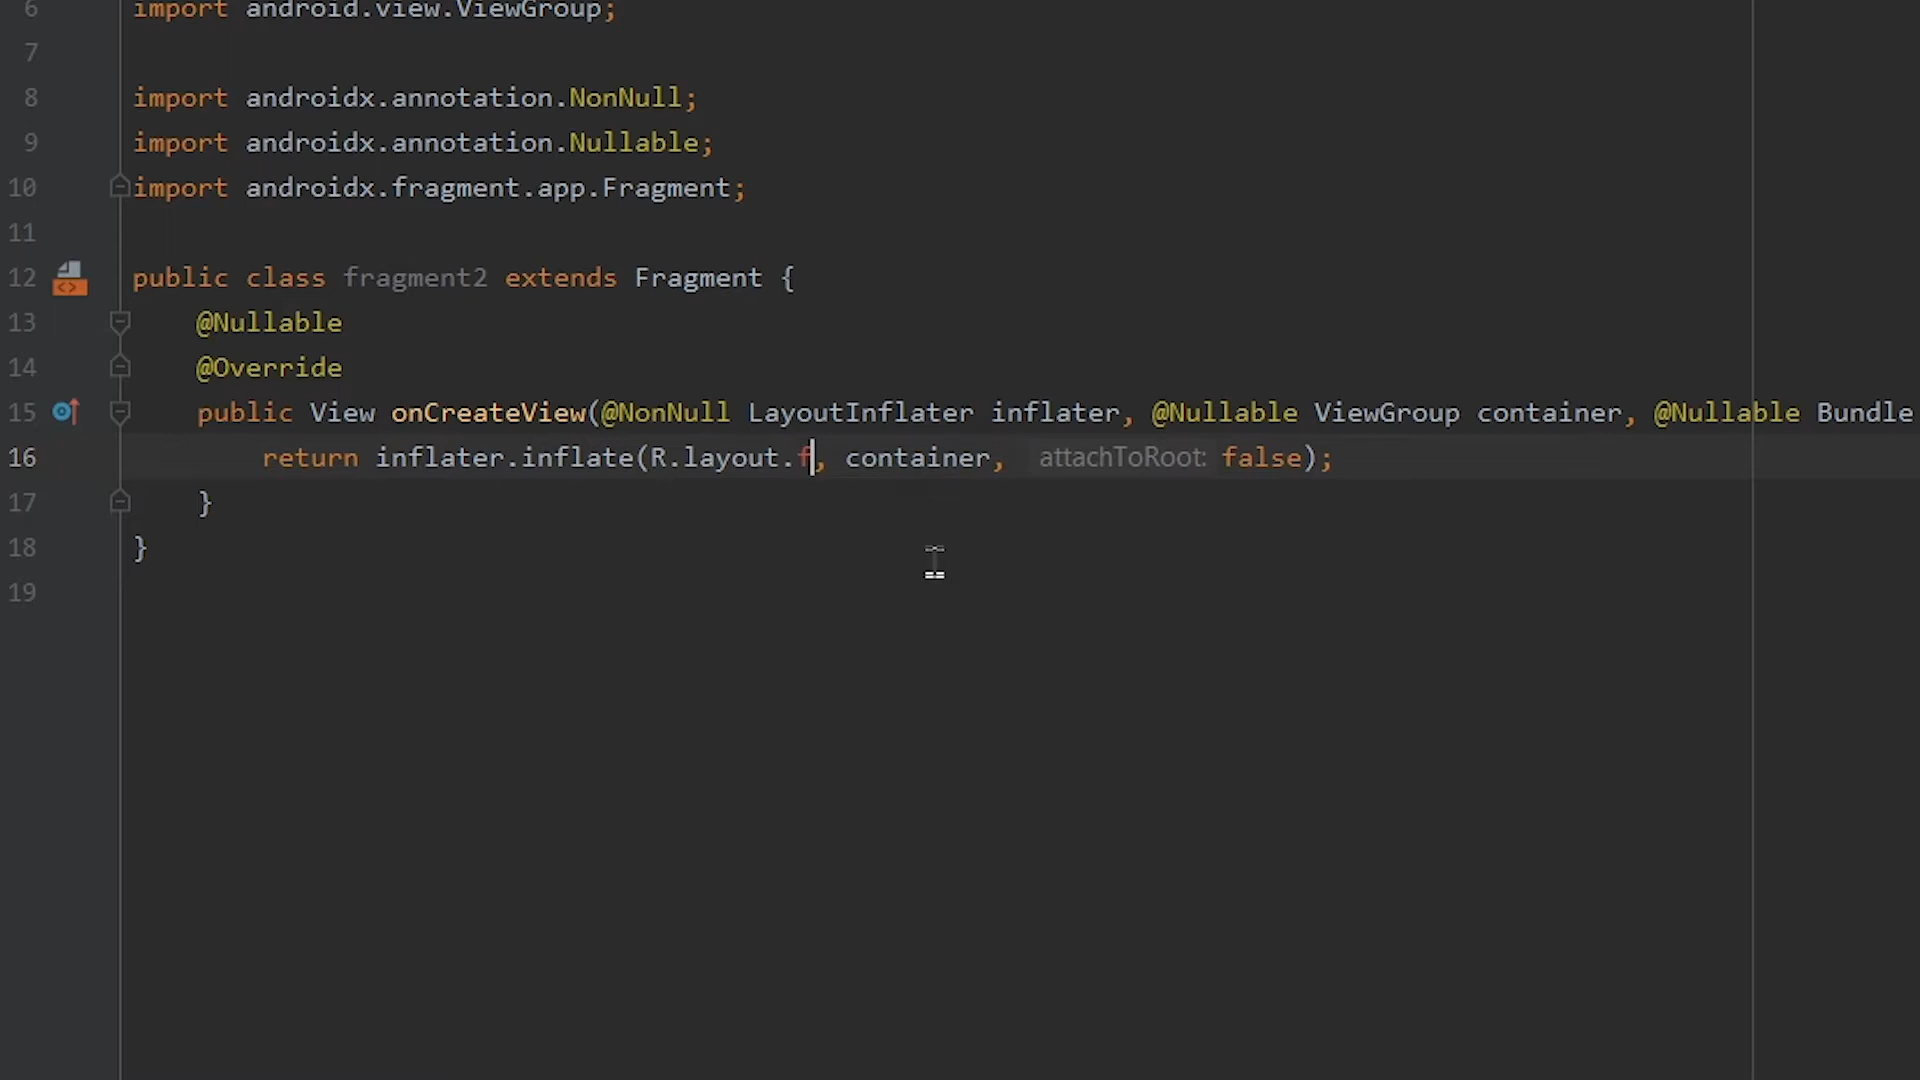 6 import android.view.ViewGroup;
7
8 import androidx.annotation.NonNull;
9 import androidx.annotation.Nullable;
10 import androidx.fragment.app.Fragment;
11
12 public class fragment2 extends Fragment {
13 @Nullable
14 @Override
15 public View onCreateView(@NonNull LayoutInflater inflater, @Nullable ViewGroup container, @Nullable Bundle
16 return inflater.inflate(R.layout.f, container, attachToRoot: false);
17 }
18 }
19